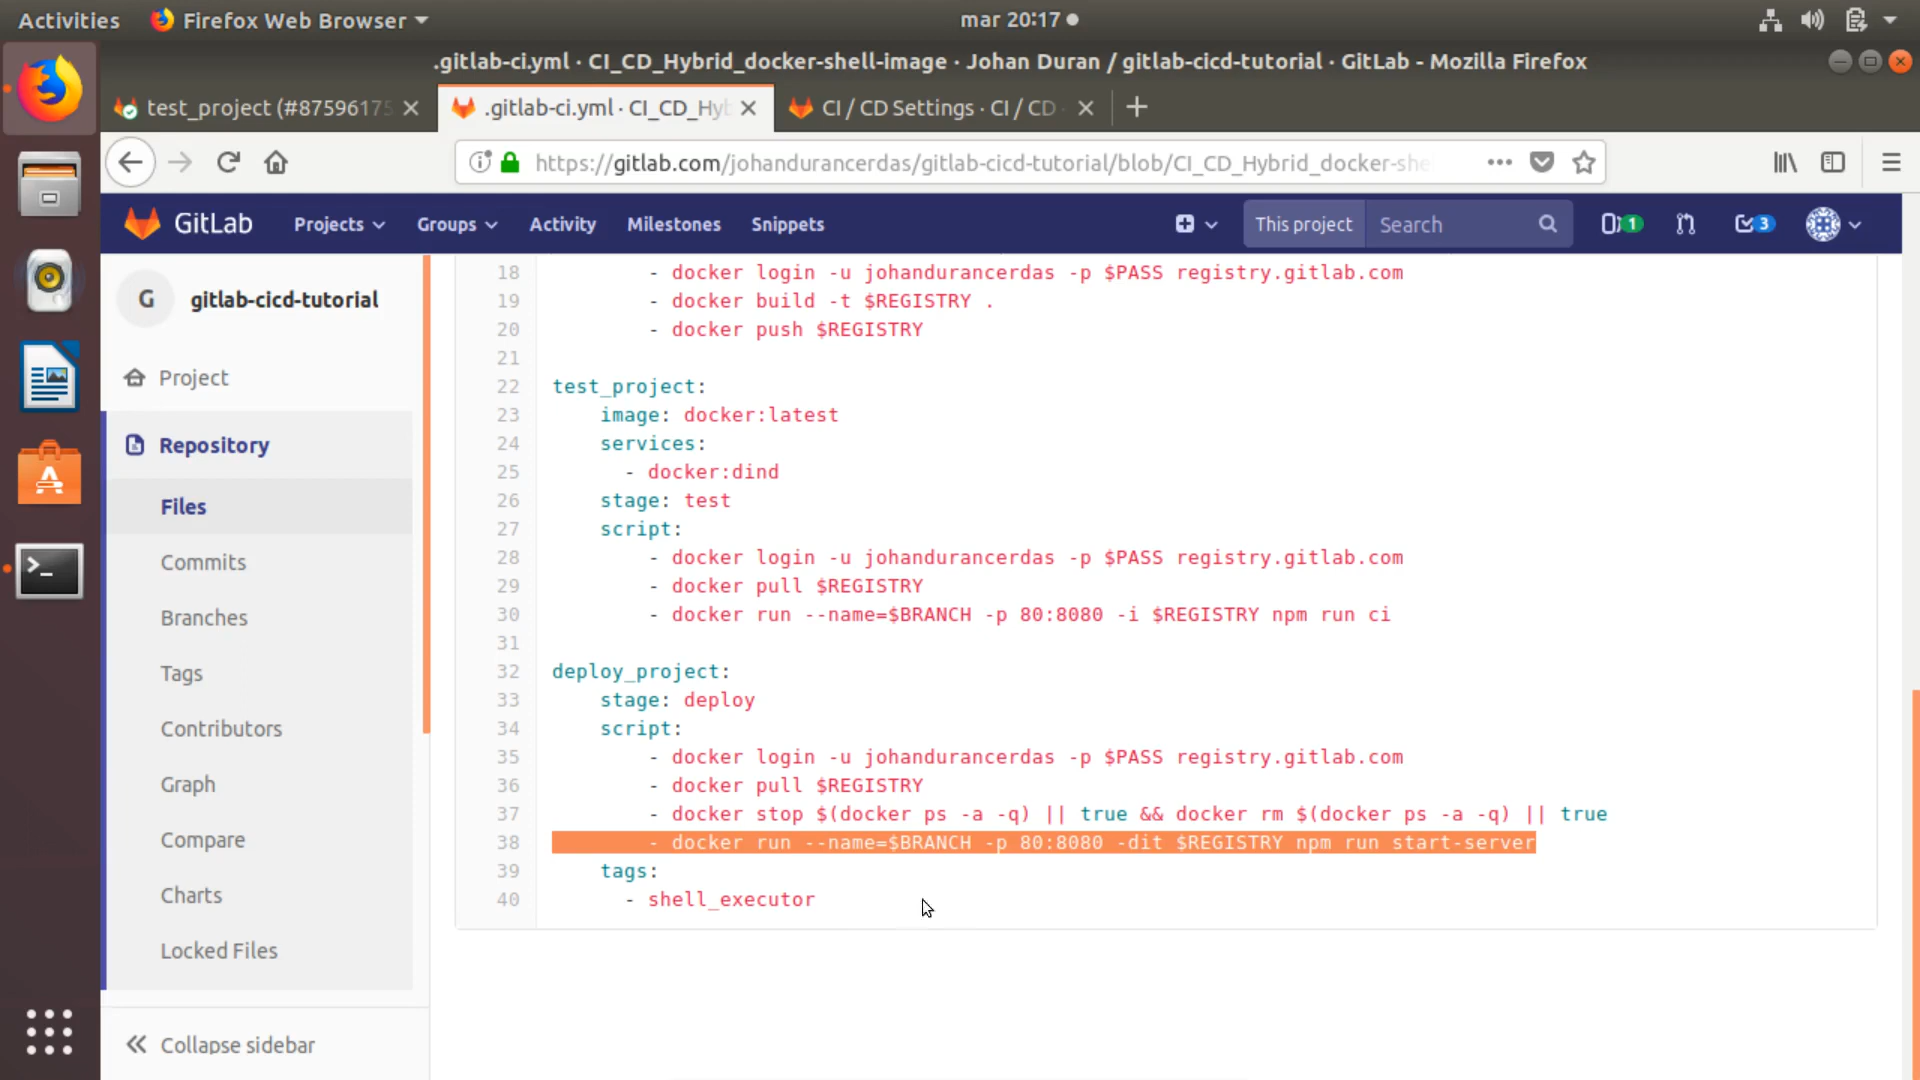 Activities Firefox Web Browser mar 20:17
.gitlab-ci.yml · CI_CD_Hybrid_docker-shell-image · Johan Duran / gitlab-cicd-tutorial · GitLab - Mozilla Firefox
test_project (#87596175 .gitlab-ci.yml · CI_CD_Hyb CI / CD Settings · CI / CD
https://gitlab.com/johandurancerdas/gitlab-cicd-tutorial/blob/CI_CD_Hybrid_docker-she
GitLab Projects Groups Activity Milestones Snippets This project Search 1 3
G gitlab-cicd-tutorial
Project
Repository
Files
Commits
Branches
Tags
Contributors
Graph
Compare
Charts
Locked Files
Collapse sidebar
18 - docker login -u johandurancerdas -p $PASS registry.gitlab.com
19 - docker build -t $REGISTRY .
20 - docker push $REGISTRY
21
22 test_project:
23 image: docker:latest
24 services:
25 - docker:dind
26 stage: test
27 script:
28 - docker login -u johandurancerdas -p $PASS registry.gitlab.com
29 - docker pull $REGISTRY
30 - docker run --name=$BRANCH -p 80:8080 -i $REGISTRY npm run ci
31
32 deploy_project:
33 stage: deploy
34 script:
35 - docker login -u johandurancerdas -p $PASS registry.gitlab.com
36 - docker pull $REGISTRY
37 - docker stop $(docker ps -a -q) || true && docker rm $(docker ps -a -q) || true
38 - docker run --name=$BRANCH -p 80:8080 -dit $REGISTRY npm run start-server
39 tags:
40 - shell_executor